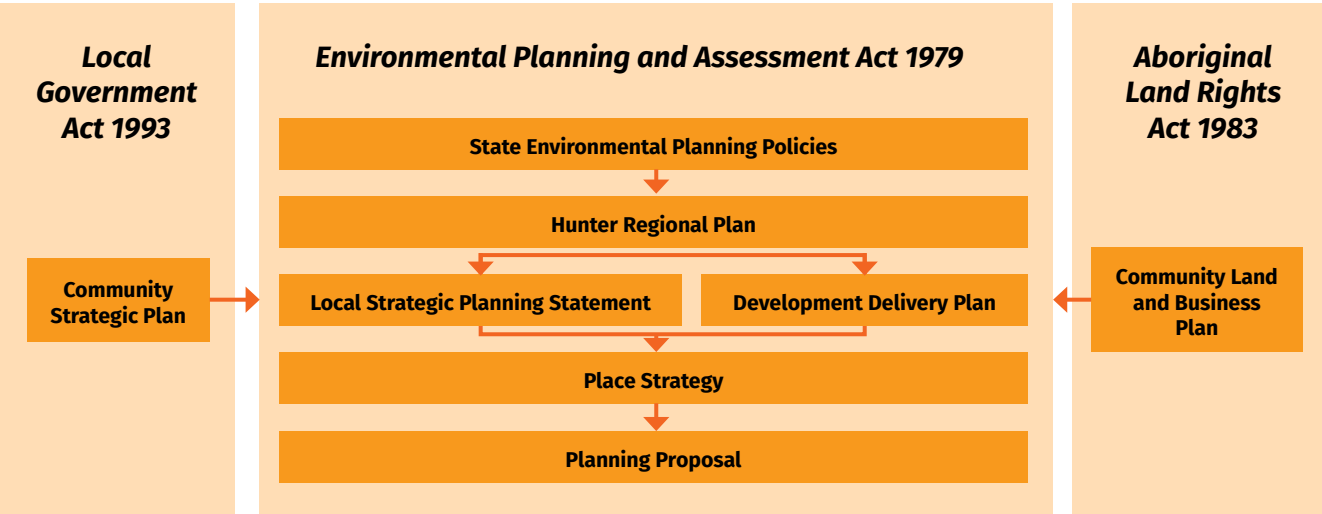 Local
Government
Act 1993
Community
Strategic Plan
Environmental Planning and Assessment Act 1979
State Environmental Planning Policies
Hunter Regional Plan
Local Strategic Planning Statement
Development Delivery Plan
Place Strategy
Planning Proposal
Aboriginal
Land Rights
Act 1983
Community Land
and Business
Plan